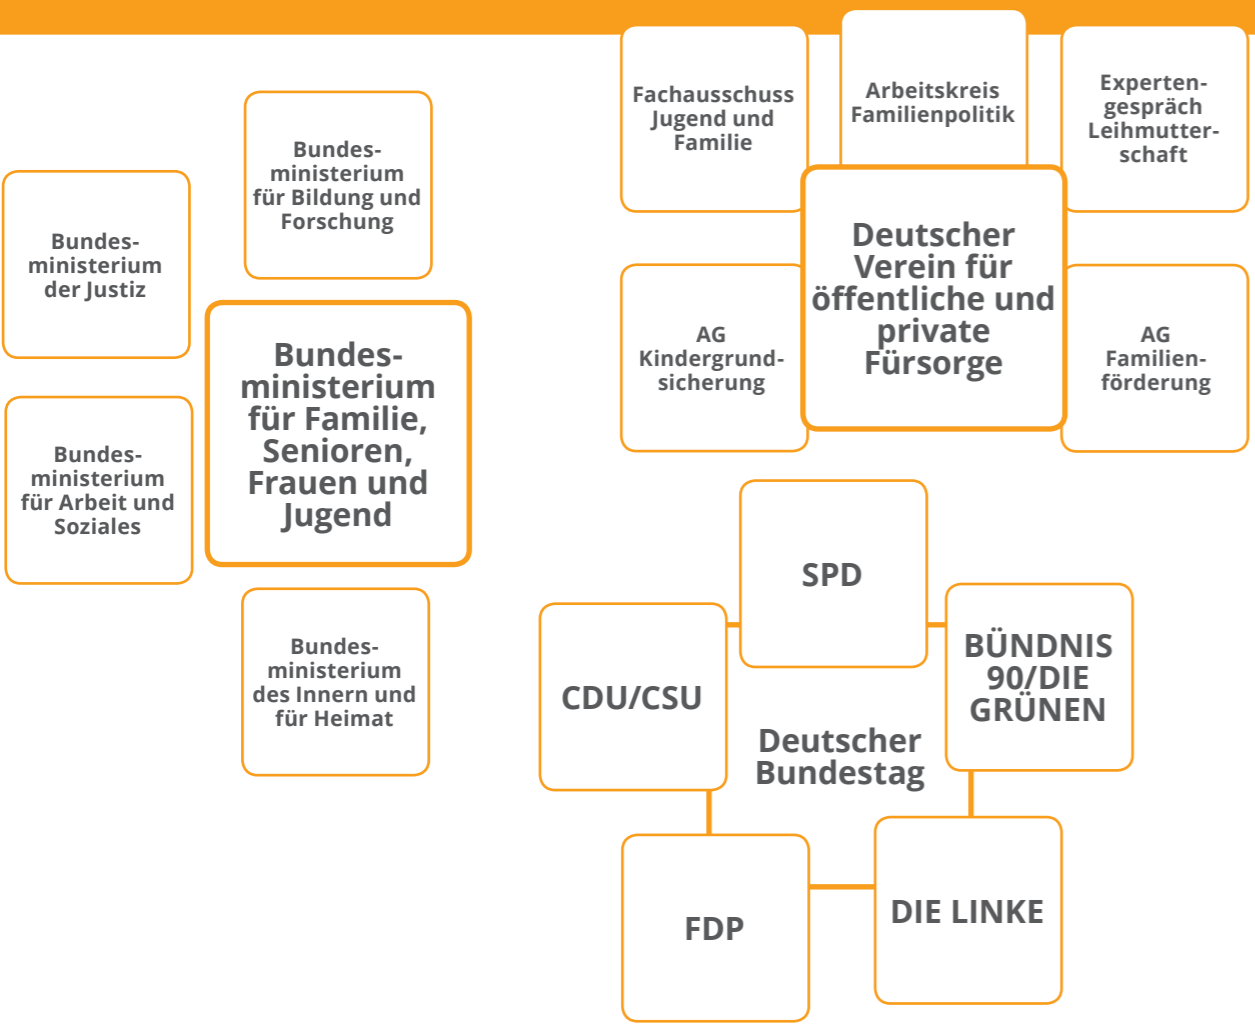 Bundes-
ministerium
für Bildung und
Forschung
Bundes-
ministerium
der Justiz
Bundes-
ministerium
für Familie,
Senioren,
Frauen und
Jugend
Bundes-
ministerium
für Arbeit und
Soziales
Bundes-
ministerium
des Innern und
für Heimat
Fachausschuss
Jugend und
Familie
Arbeitskreis
Familienpolitik
Experten-
gespräch
Leihmutter-
schaft
Deutscher
Verein für
öffentliche und
private
Fürsorge
AG
Kindergrund-
sicherung
AG
Familien-
förderung
SPD
CDU/CSU
BÜNDNIS
90/DIE
GRÜNEN
Deutscher
Bundestag
FDP
DIE LINKE